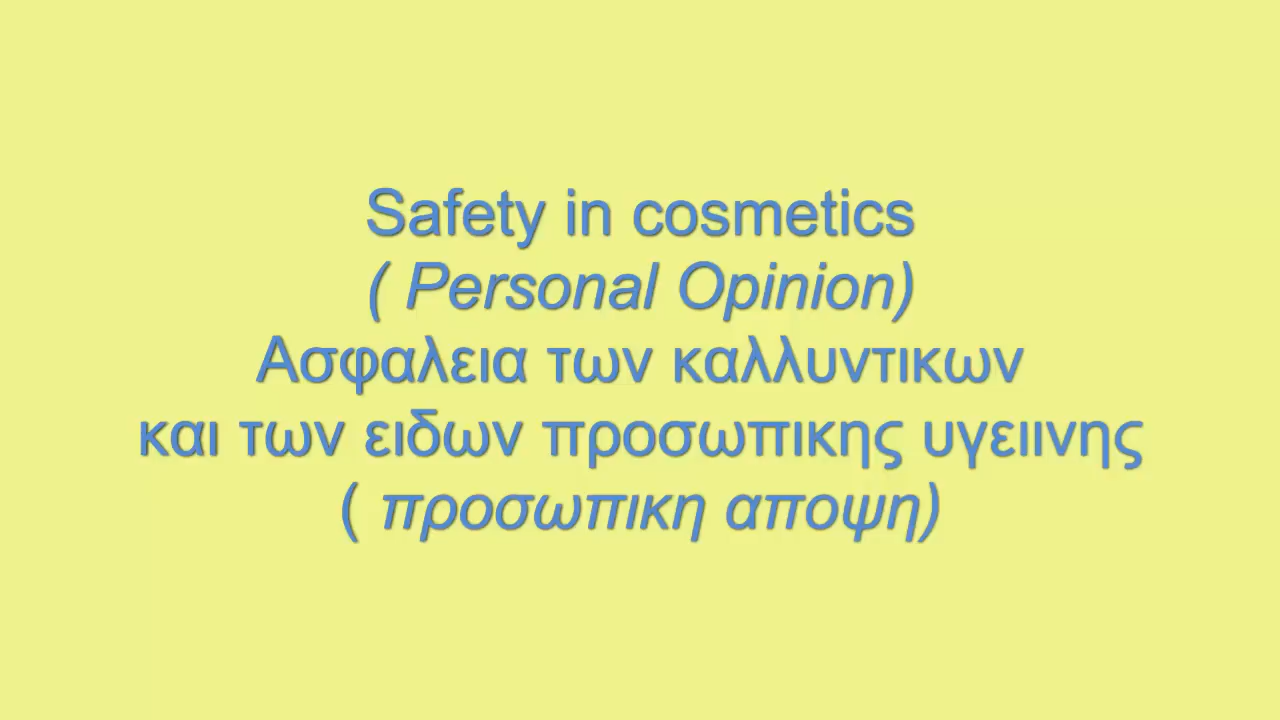 Safety in cosmetics
( Personal Opinion)
Ασφαλεια των καλλυντικων
και των ειδων προσωπικης υγειινης
( προσωπικη αποψη)